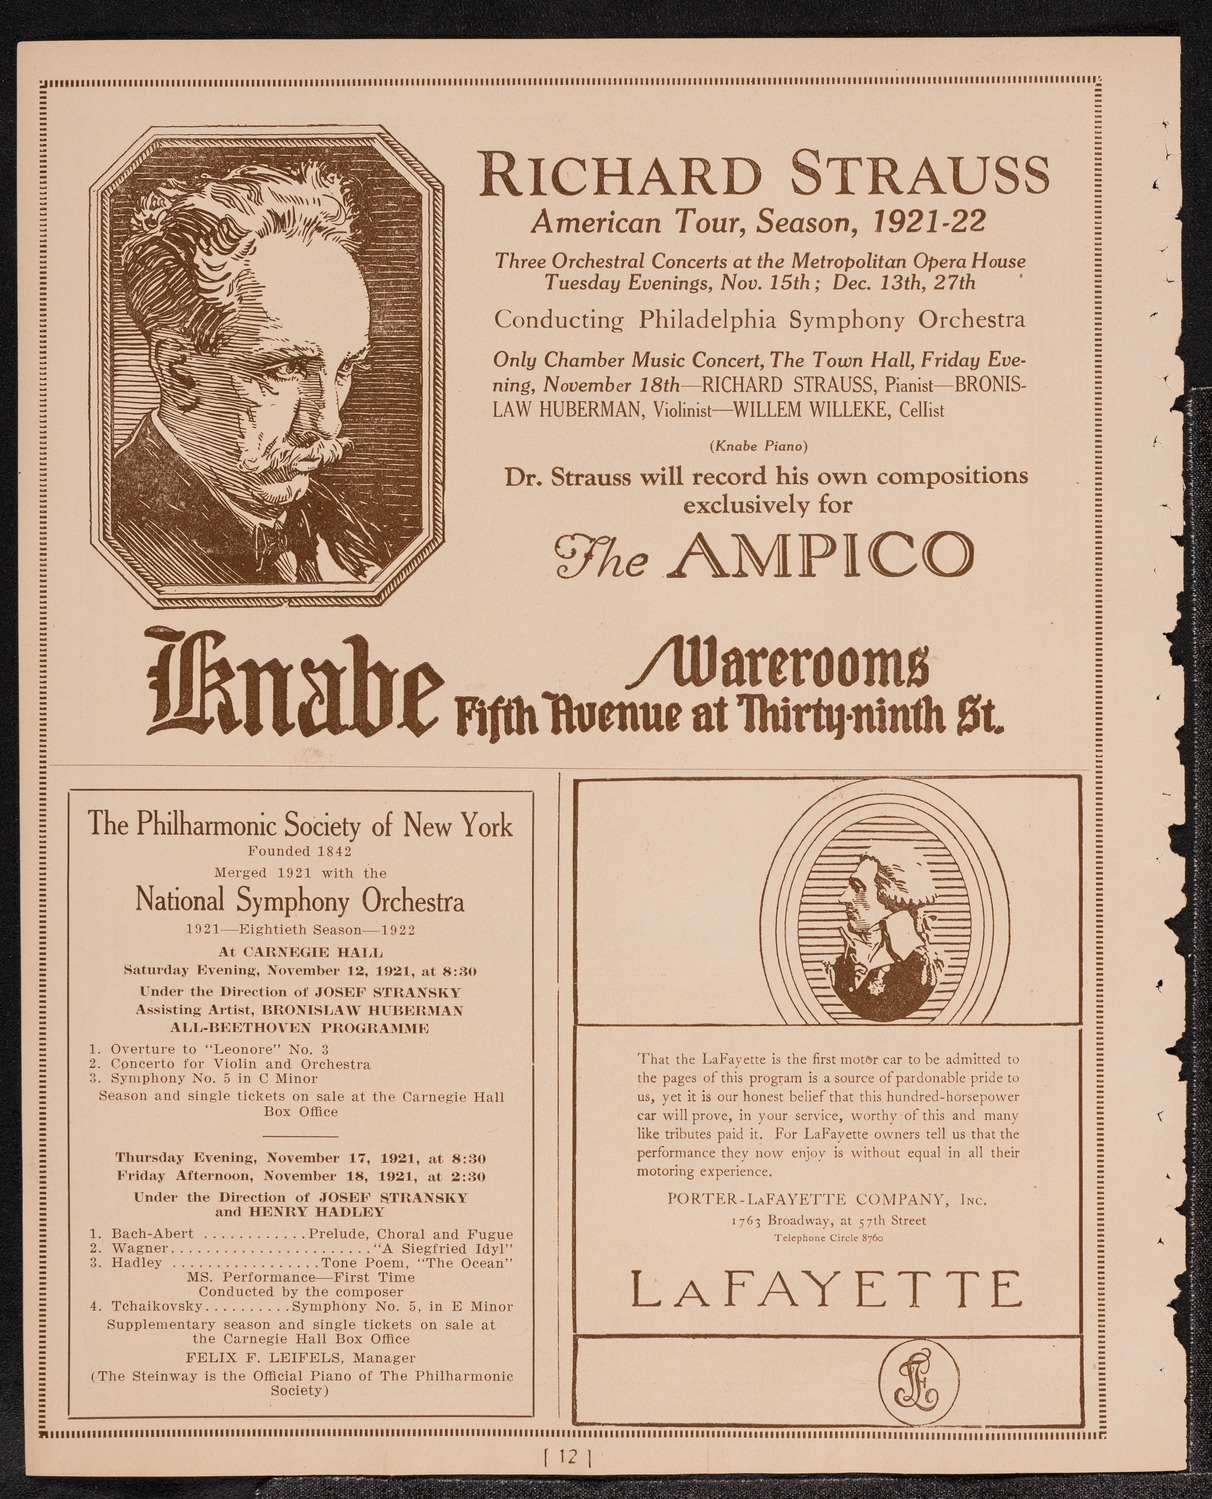 RICHARD STRAUSS
American Tour, Season, 1921-22
Three Orchestral Concerts at the Metropolitan Opera House
Tuesday Evenings, Nov. 15th; Dec. 13th, 27th
Conducting Philadelphia Symphony Orchestra
Only Chamber Music Concert, The Town Hall, Friday Eve-
ning, November 18th—RICHARD STRAUSS, Pianist—BRONIS-
LAW HUBERMAN, Violinist—WILLEM WILLEKE, Cellist
(Knabe Piano)
Dr. Strauss will record his own compositions
exclusively for
The AMPICO
Knabe
Warerooms
Fifth Avenue at Thirty-ninth St.
The Philharmonic Society of New York
Founded 1842
Merged 1921 with the
National Symphony Orchestra
1921—Eightieth Season—1922
At CARNEGIE HALL
Saturday Evening, November 12, 1921, at 8:30
Under the Direction of JOSEF STRANSKY
Assisting Artist, BRONISLAW HUBERMAN
ALL-BEETHOVEN PROGRAMME
1. Overture to "Leonore" No. 3
2. Concerto for Violin and Orchestra
3. Symphony No. 5 in C Minor
Season and single tickets on sale at the Carnegie Hall
Box Office
Thursday Evening, November 17, 1921, at 8:30
Friday Afternoon, November 18, 1921, at 2:30
Under the Direction of JOSEF STRANSKY
and HENRY HADLEY
1. Bach-Abert ............Prelude, Choral and Fugue
2. Wagner.......................“A Siegfried Idyl”
3. Hadley .................Tone Poem, “The Ocean”
MS. Performance—First Time
Conducted by the composer
4. Tchaikovsky..........Symphony No. 5, in E Minor
Supplementary season and single tickets on sale at
the Carnegie Hall Box Office
FELIX F. LEIFELS, Manager
(The Steinway is the Official Piano of The Philharmonic
Society)
That the LaFayette is the first motor car to be admitted to
the pages of this program is a source of pardonable pride to
us, yet it is our honest belief that this hundred-horsepower
car will prove, in your service, worthy of this and many
like tributes paid it. For LaFayette owners tell us that the
performance they now enjoy is without equal in all their
motoring experience.
PORTER-LAFAYETTE COMPANY, INC.
1763 Broadway, at 57th Street
Telephone Circle 8760
LAFAYETTE
[ 12 ]